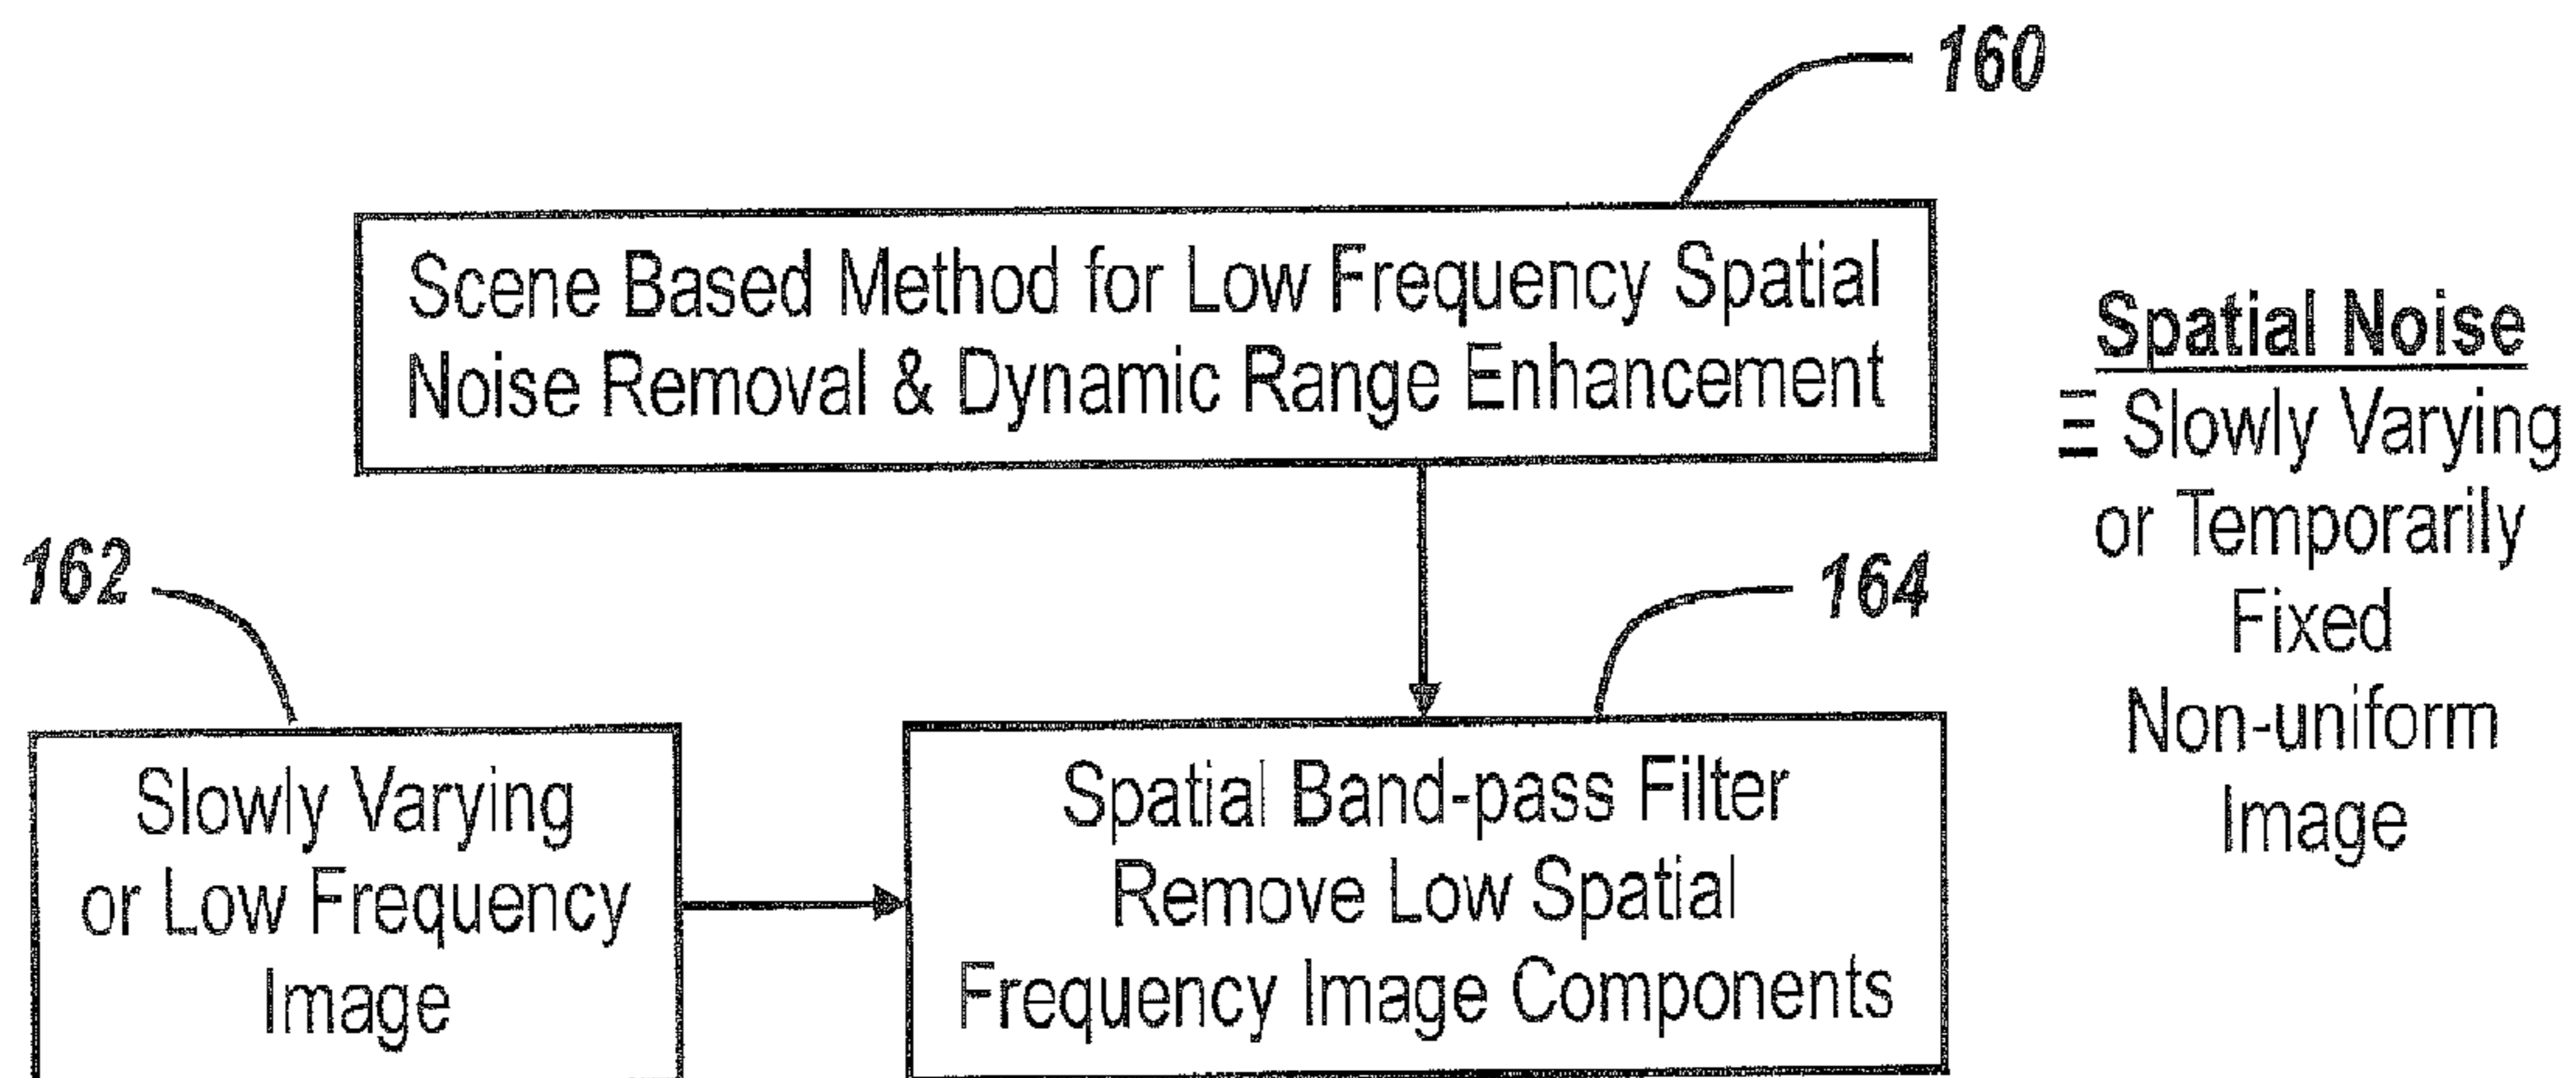 160
Scene Based Method for Low Frequency Spatial
Noise Removal & Dynamic Range Enhancement
Spatial Noise
≡ Slowly Varying
or Temporarily
Fixed
Non-uniform
Image
162
Slowly Varying
or Low Frequency
Image
164
Spatial Band-pass Filter
Remove Low Spatial
Frequency Image Components